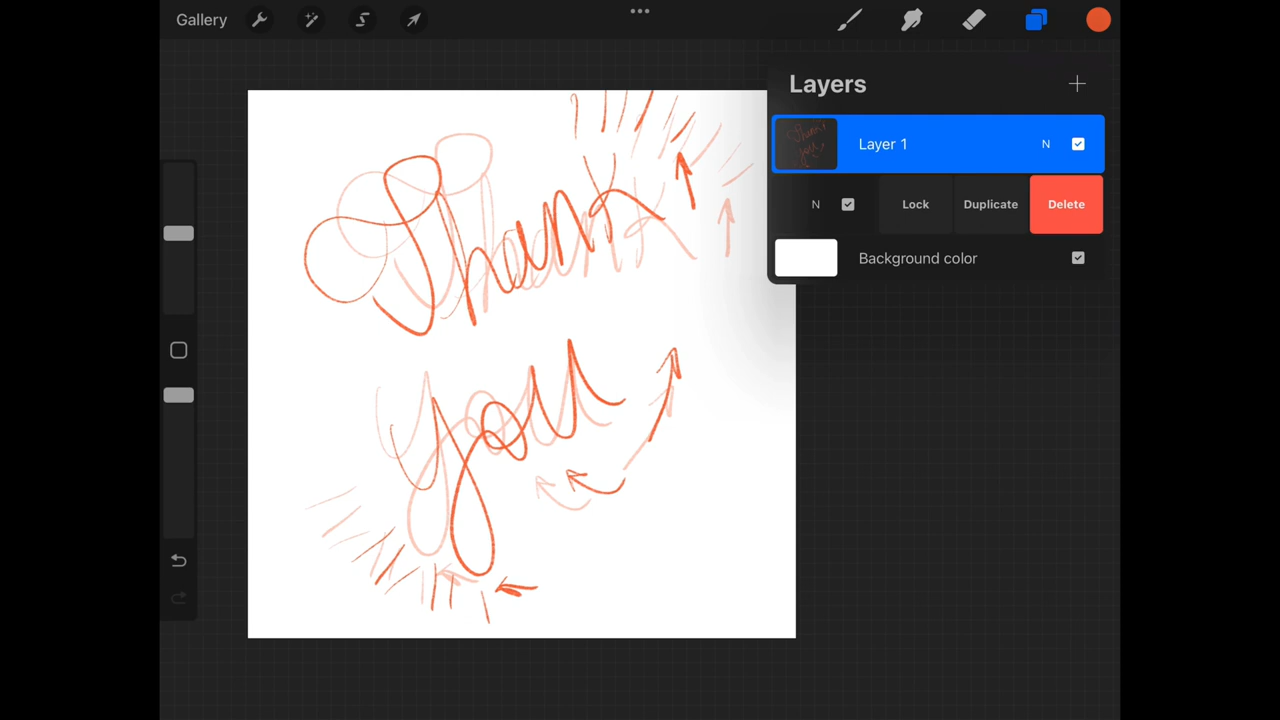 Gallery
Layers
Layer 1 N
N Lock Duplicate Delete
Background color
Thank
you